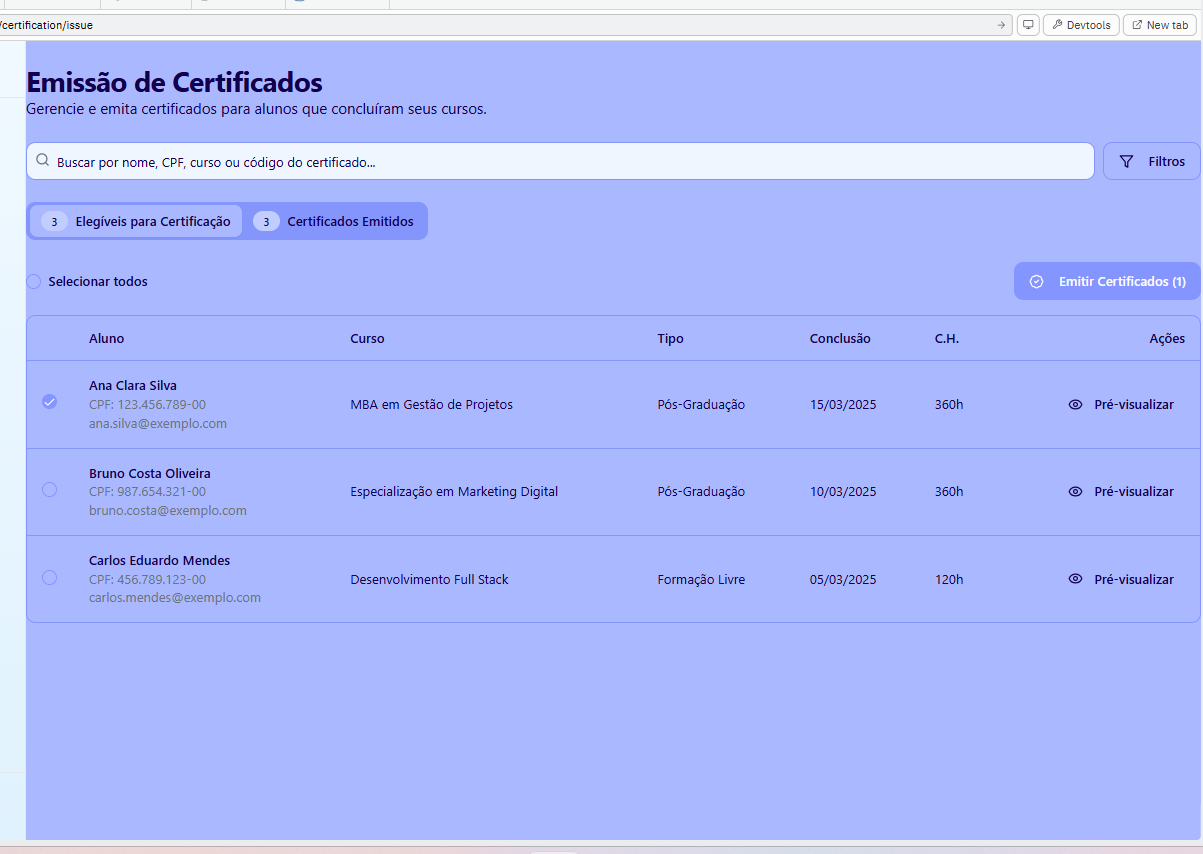 /certification/issue
Devtools
New tab
Emissão de Certificados
Gerencie e emita certificados para alunos que concluíram seus cursos.
Buscar por nome, CPF, curso ou código do certificado...
Filtros
3 Elegíveis para Certificação 3 Certificados Emitidos
Selecionar todos
Emitir Certificados (1)
Aluno Curso Tipo Conclusão C.H. Ações
Ana Clara Silva
CPF: 123.456.789-00
ana.silva@exemplo.com
MBA em Gestão de Projetos Pós-Graduação 15/03/2025 360h Pré-visualizar
Bruno Costa Oliveira
CPF: 987.654.321-00
bruno.costa@exemplo.com
Especialização em Marketing Digital Pós-Graduação 10/03/2025 360h Pré-visualizar
Carlos Eduardo Mendes
CPF: 456.789.123-00
carlos.mendes@exemplo.com
Desenvolvimento Full Stack Formação Livre 05/03/2025 120h Pré-visualizar